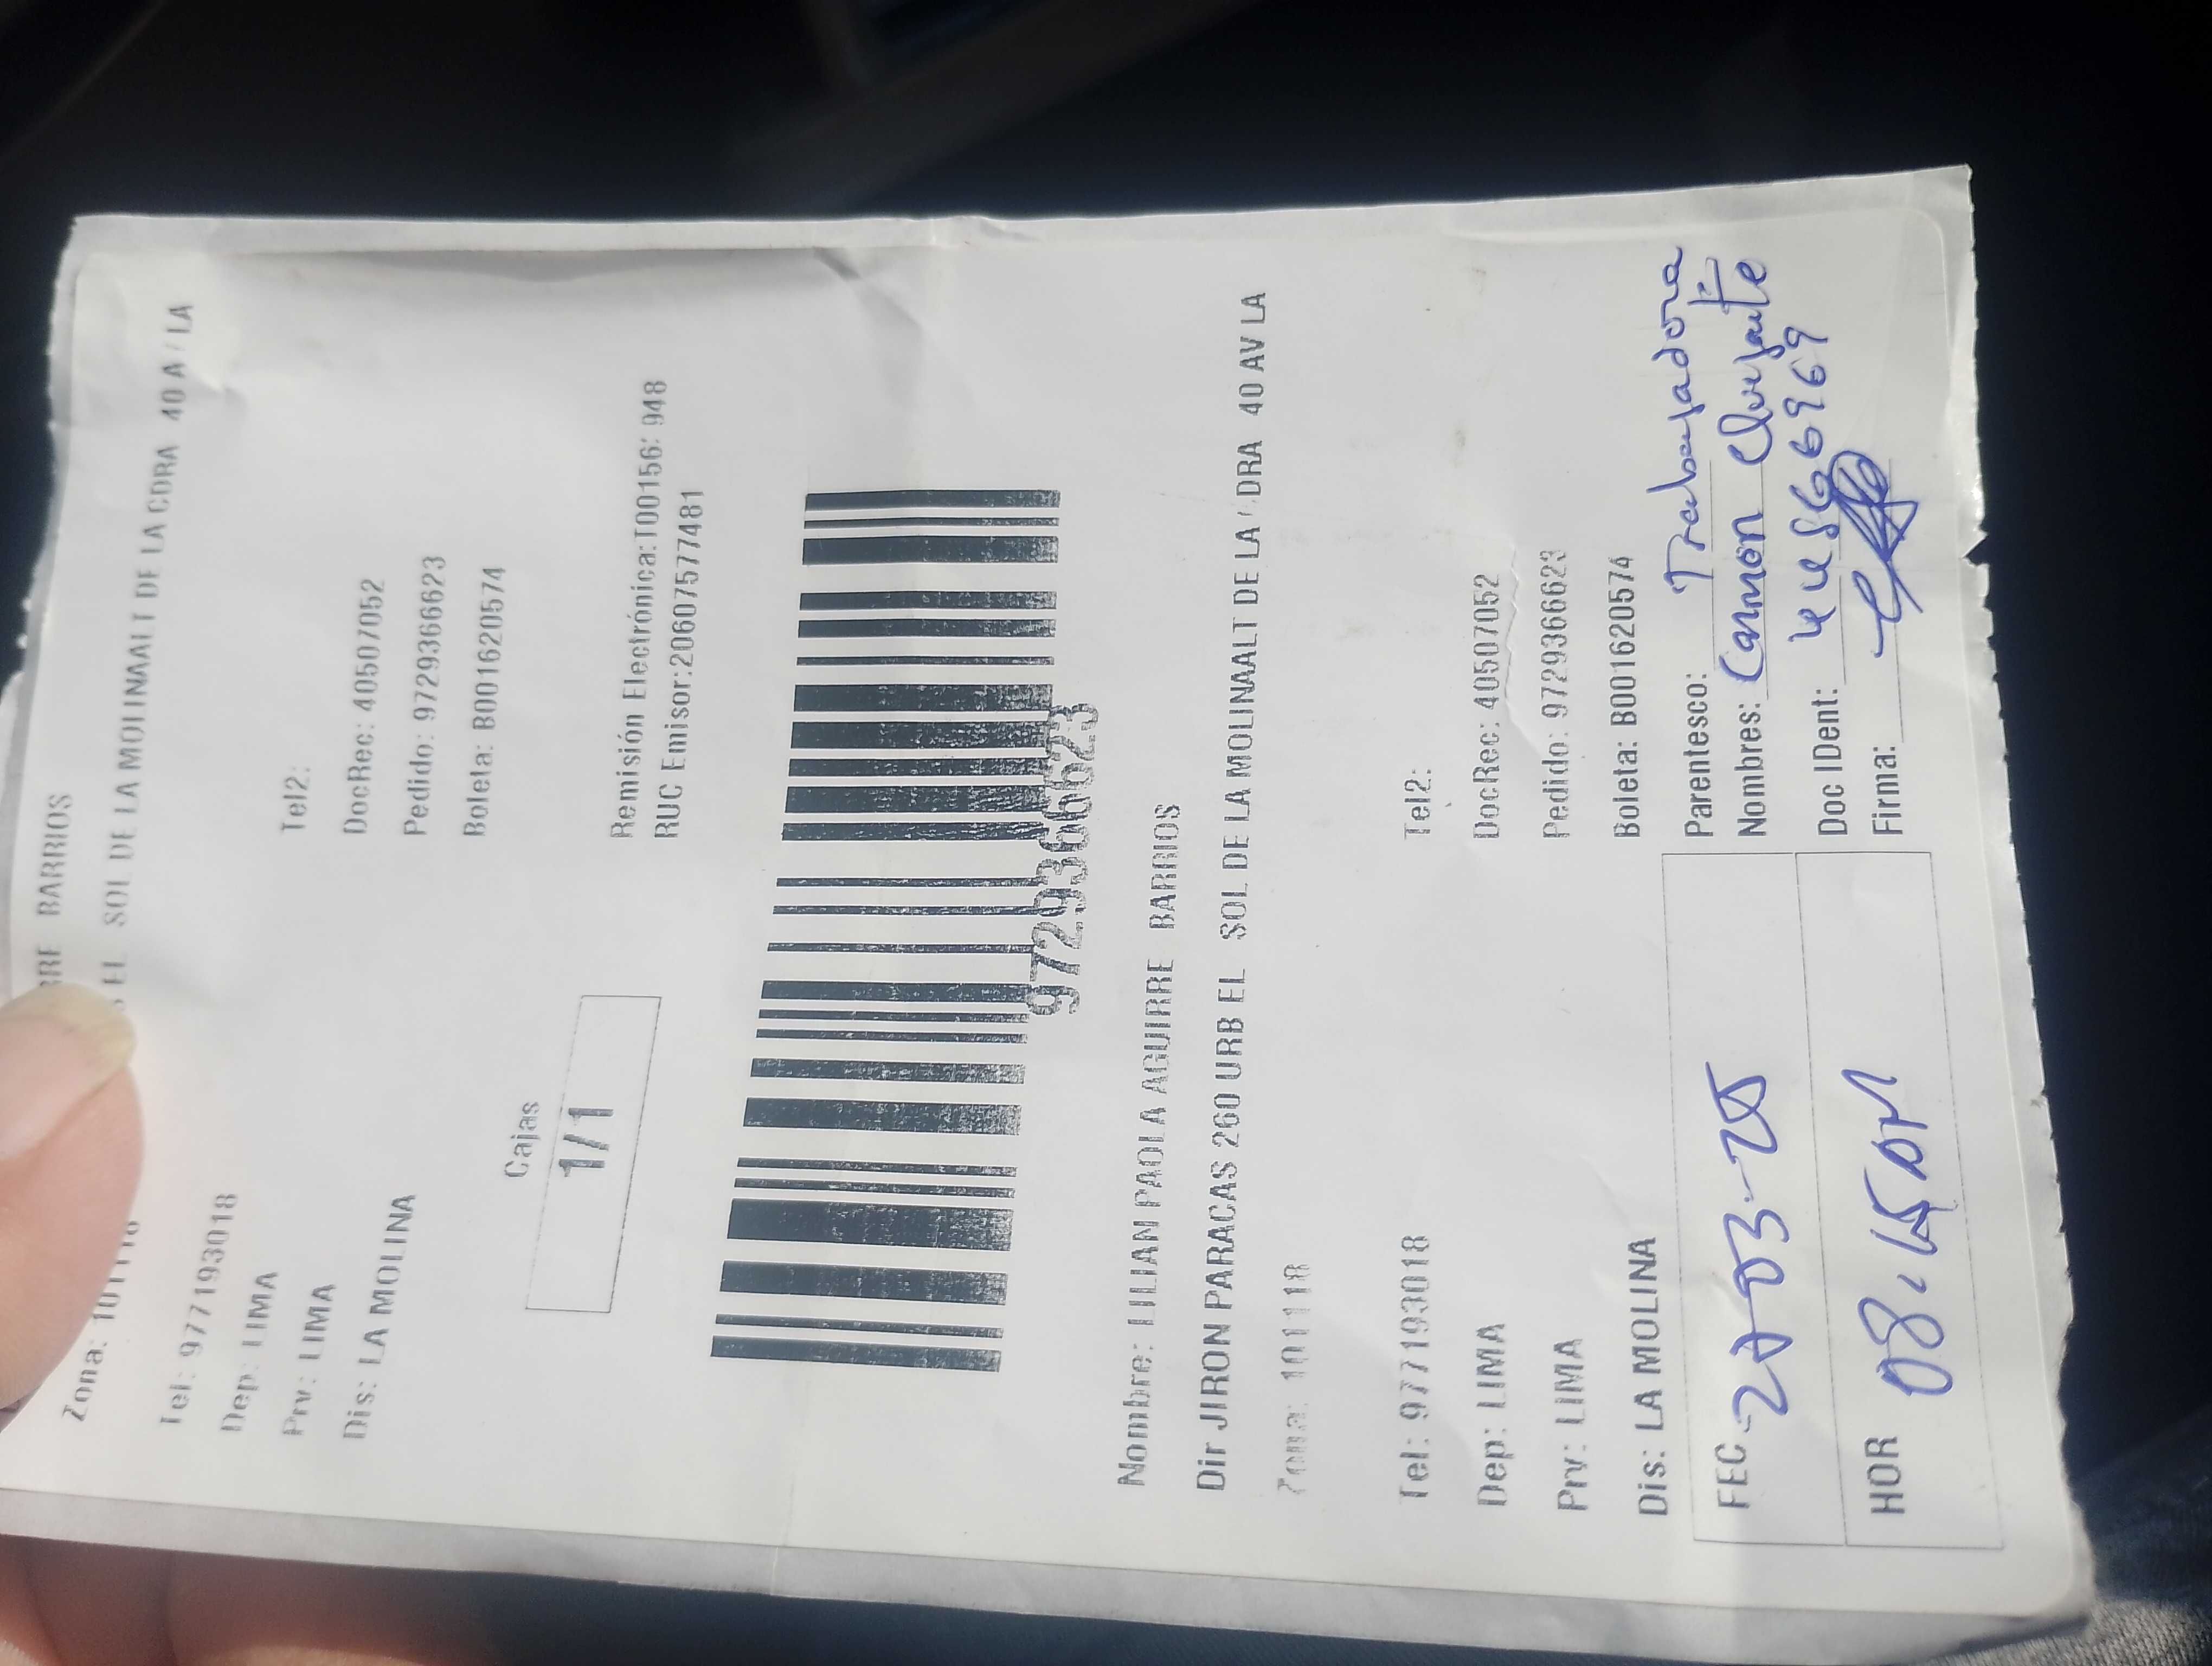 BARRIOS
EL SOL DE LA MOLINAALT DE LA CDRA 40 AV LA
Zona:
Tel: 977193018
Tel2:
Dep: LIMA
DocRec: 40507052
Prv: LIMA
Pedido: 9729366623
Dis: LA MOLINA
Boleta: B001620574
Cajas
1/1
Remisión Electrónica:
RUC Emisor:20607577481
9729366623
Nombre: LILIAN PAOLA AGUIRRE BARRIOS
Dir JIRON PARACAS 260 URB EL SOL DE LA MOLINAALT DE LA CDRA 40 AV LA
Zona: 101118
Tel: 977193018
Tel2:
Dep: LIMA
DocRec: 40507052
Prv: LIMA
Pedido: 9729366623
Dis: LA MOLINA
Boleta: B001620574
FEC
Parentesco: Trabajadora
Nombres: Carmen
HOR
Doc IDent:
Firma: